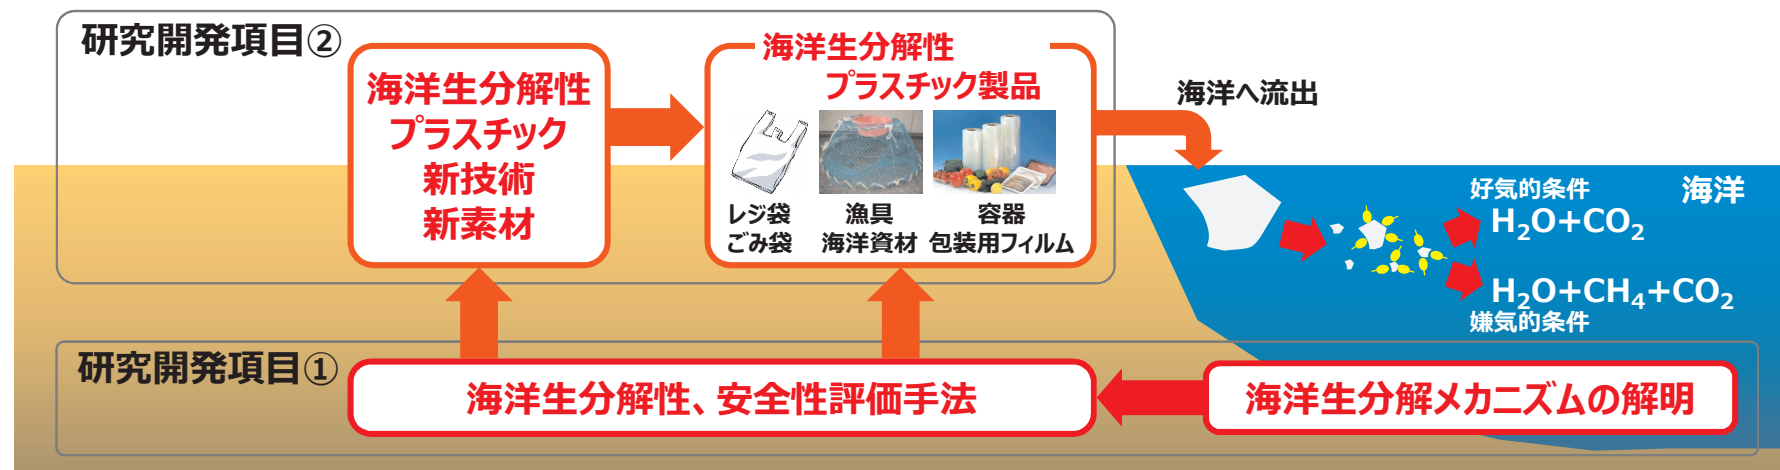 研究開発項目②
海洋生分解性
プラスチック
新技術
新素材
海洋生分解性
プラスチック製品
レジ袋
ごみ袋
漁具
海洋資材
容器
包装用フィルム
海洋へ流出
海洋
好気的条件
H₂O+CO₂
H₂O+CH₄+CO₂
嫌気的条件
研究開発項目①
海洋生分解性、安全性評価手法
海洋生分解メカニズムの解明